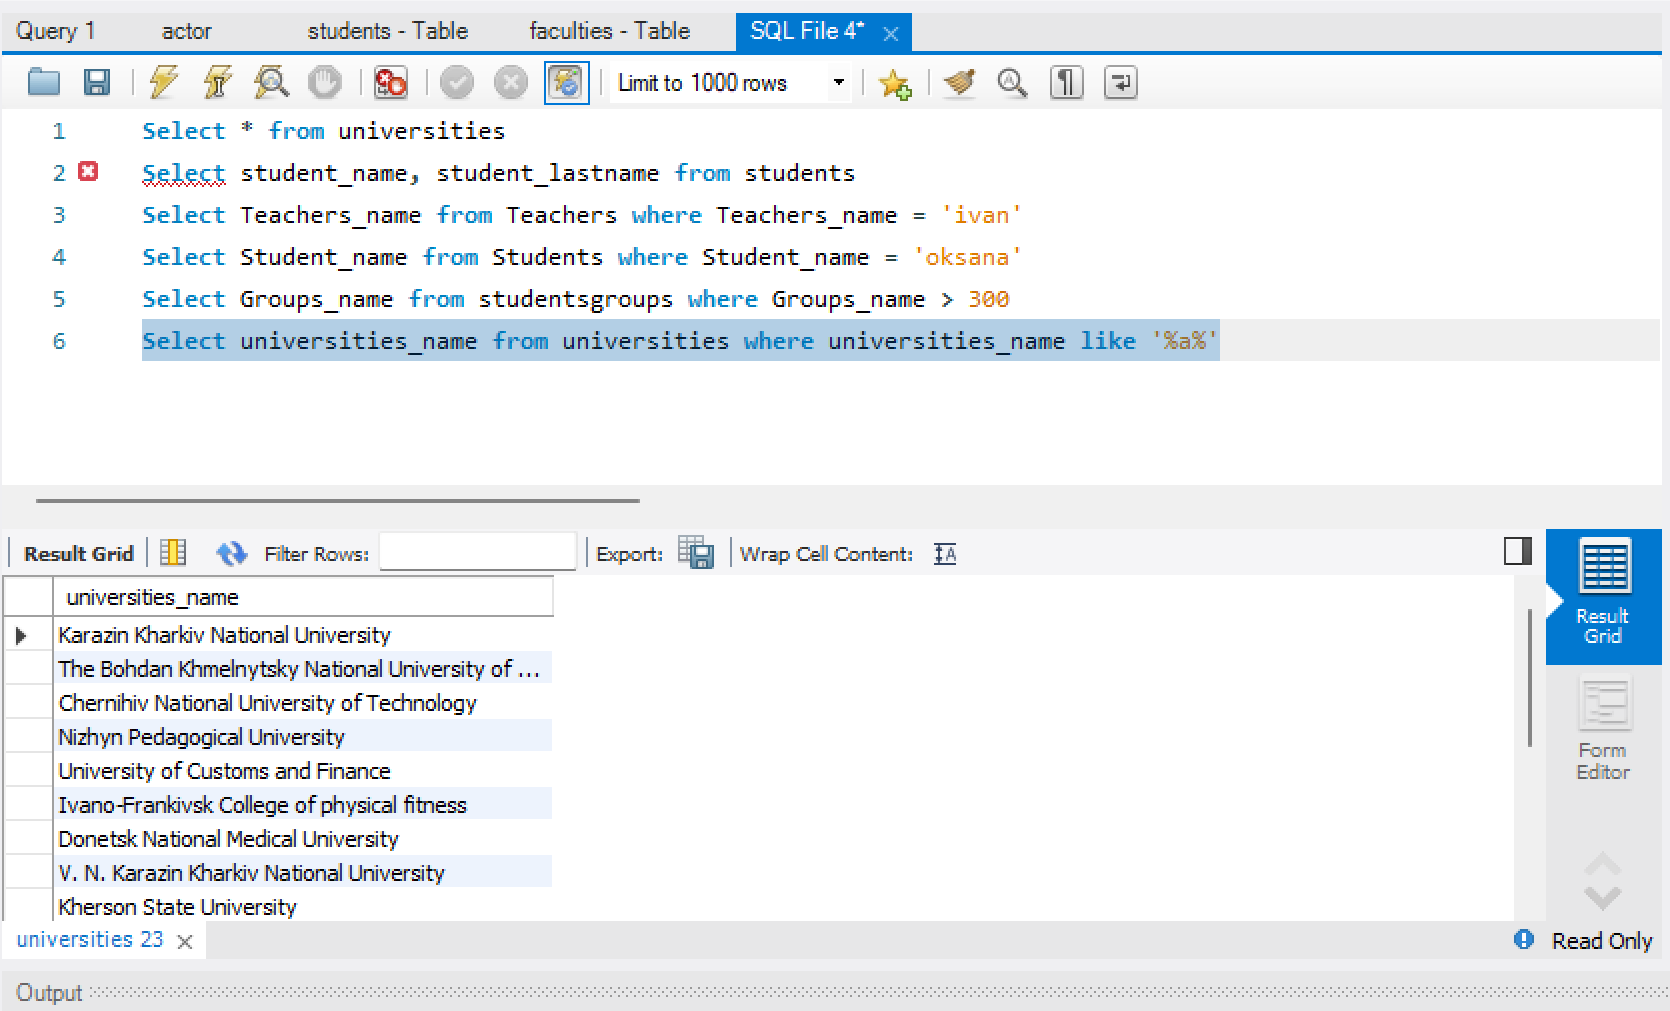 Query 1 actor students - Table faculties - Table SQL File 4*
Limit to 1000 rows
1 Select * from universities
2 Select student_name, student_lastname from students
3 Select Teachers_name from Teachers where Teachers_name = 'ivan'
4 Select Student_name from Students where Student_name = 'oksana'
5 Select Groups_name from studentsgroups where Groups_name > 300
6 Select universities_name from universities where universities_name like '%a%'
Result Grid Filter Rows: Export: Wrap Cell Content:
universities_name
Karazin Kharkiv National University
The Bohdan Khmelnytsky National University of ...
Chernihiv National University of Technology
Nizhyn Pedagogical University
University of Customs and Finance
Ivano-Frankivsk College of physical fitness
Donetsk National Medical University
V. N. Karazin Kharkiv National University
Kherson State University
Result
Grid
Form
Editor
universities 23
Read Only
Output